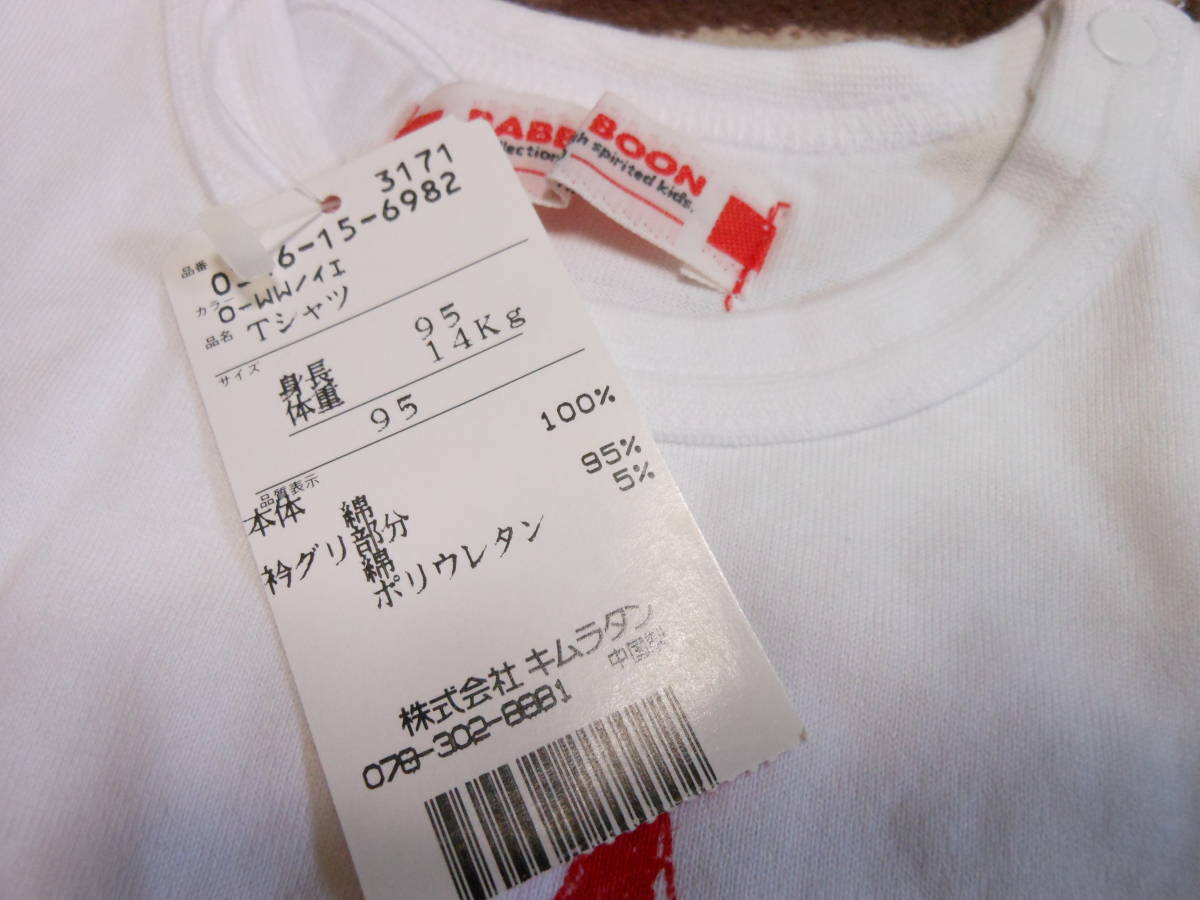 3171
品番 0-6-15-6982
カラー 0-WW/イエ
品名 Tシャツ
サイズ
身長 95
体重 14Kg
95
品質表示
本体 綿 100%
衿グリ部分
綿 95%
ポリウレタン 5%
株式会社 キムラタン
中国製
078-302-8881
BOON
spirited kids.